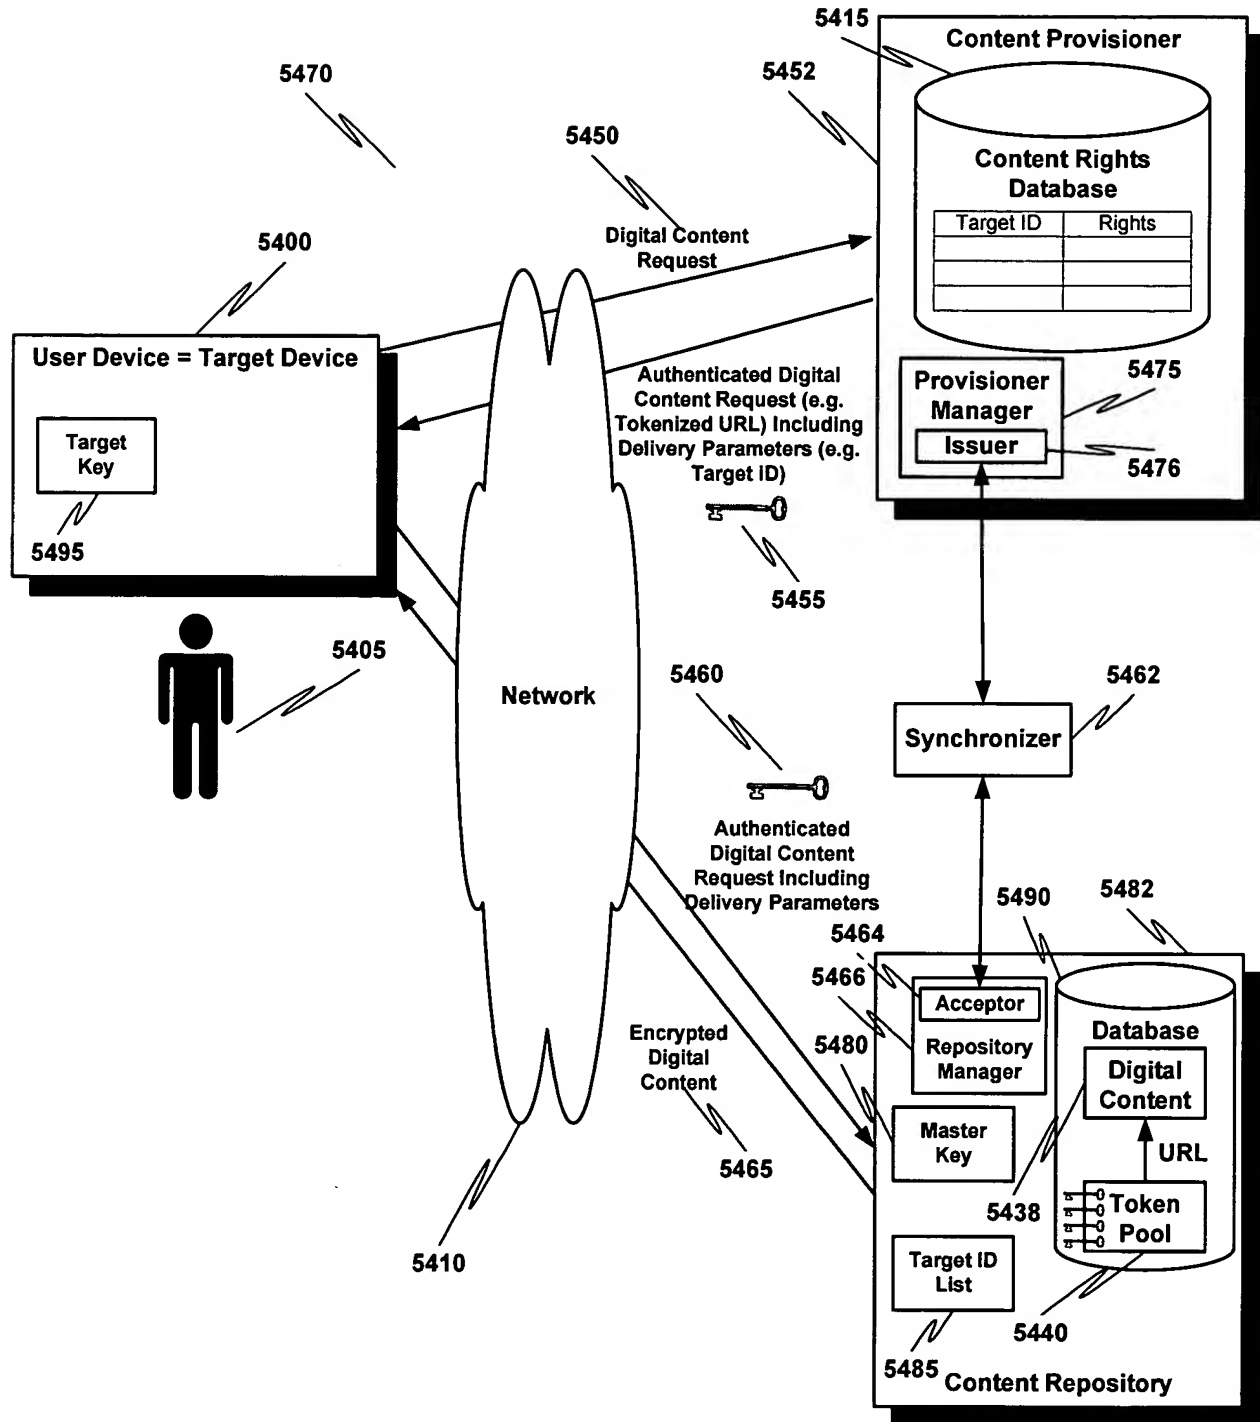 5415
Content Provisioner
5470
5452
5450
Content Rights
Database
Target ID
Rights
Digital Content
Request
5400
User Device = Target Device
Target
Key
5495
Authenticated Digital
Content Request (e.g.
Tokenized URL) Including
Delivery Parameters (e.g.
Target ID)
Provisioner
Manager
Issuer
5475
5476
5455
5405
5460
Network
5462
Synchronizer
Authenticated
Digital Content
Request Including
Delivery Parameters
5490
5482
5464
5466
5480
Acceptor
Repository
Manager
Database
Digital
Content
Encrypted
Digital
Content
Master
Key
URL
5465
5438
Token
Pool
5410
Target ID
List
5440
5485
Content Repository